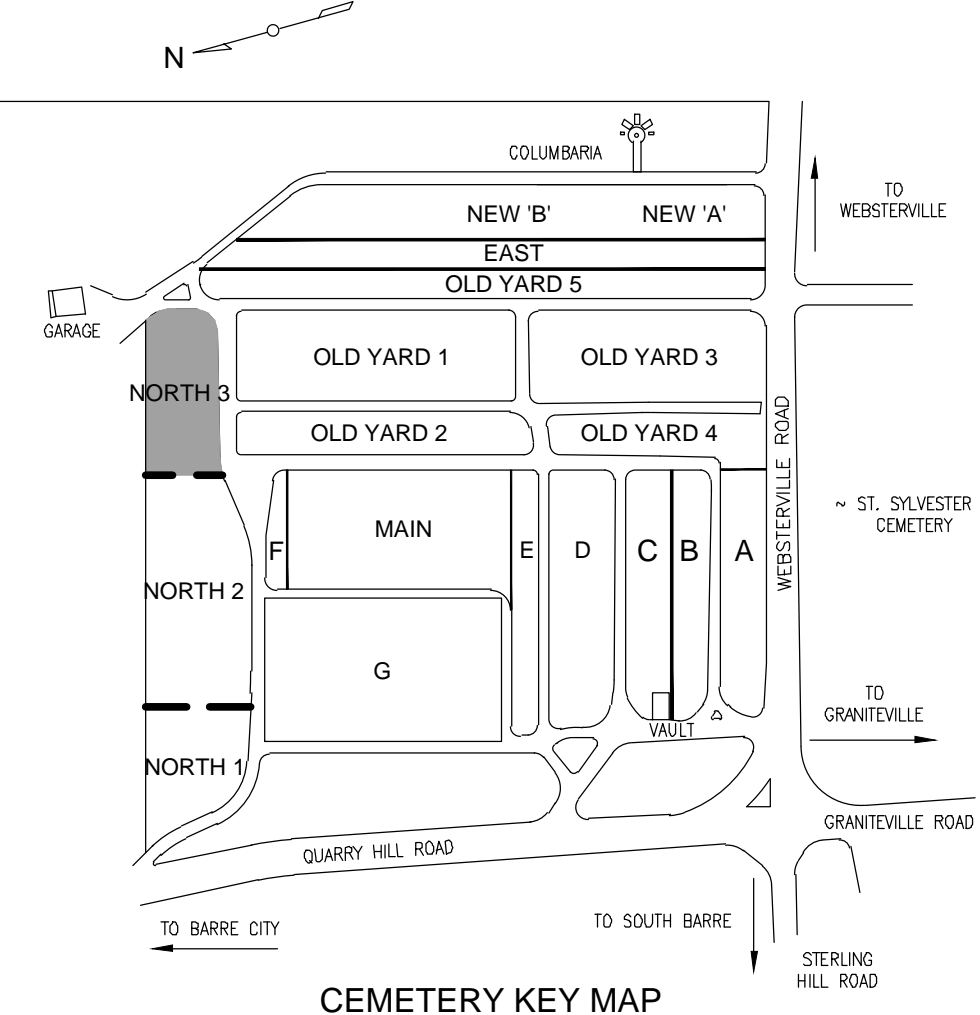 N
COLUMBARIA
TO
WEBSTERVILLE
NEW 'B'
NEW 'A'
EAST
OLD YARD 5
GARAGE
OLD YARD 1
OLD YARD 3
NORTH 3
OLD YARD 2
OLD YARD 4
WEBSTERVILLE ROAD
~ ST. SYLVESTER
CEMETERY
MAIN
F
E
D
C
B
A
NORTH 2
G
TO
GRANITEVILLE
VAULT
NORTH 1
GRANITEVILLE ROAD
QUARRY HILL ROAD
TO BARRE CITY
TO SOUTH BARRE
STERLING
HILL ROAD
CEMETERY KEY MAP